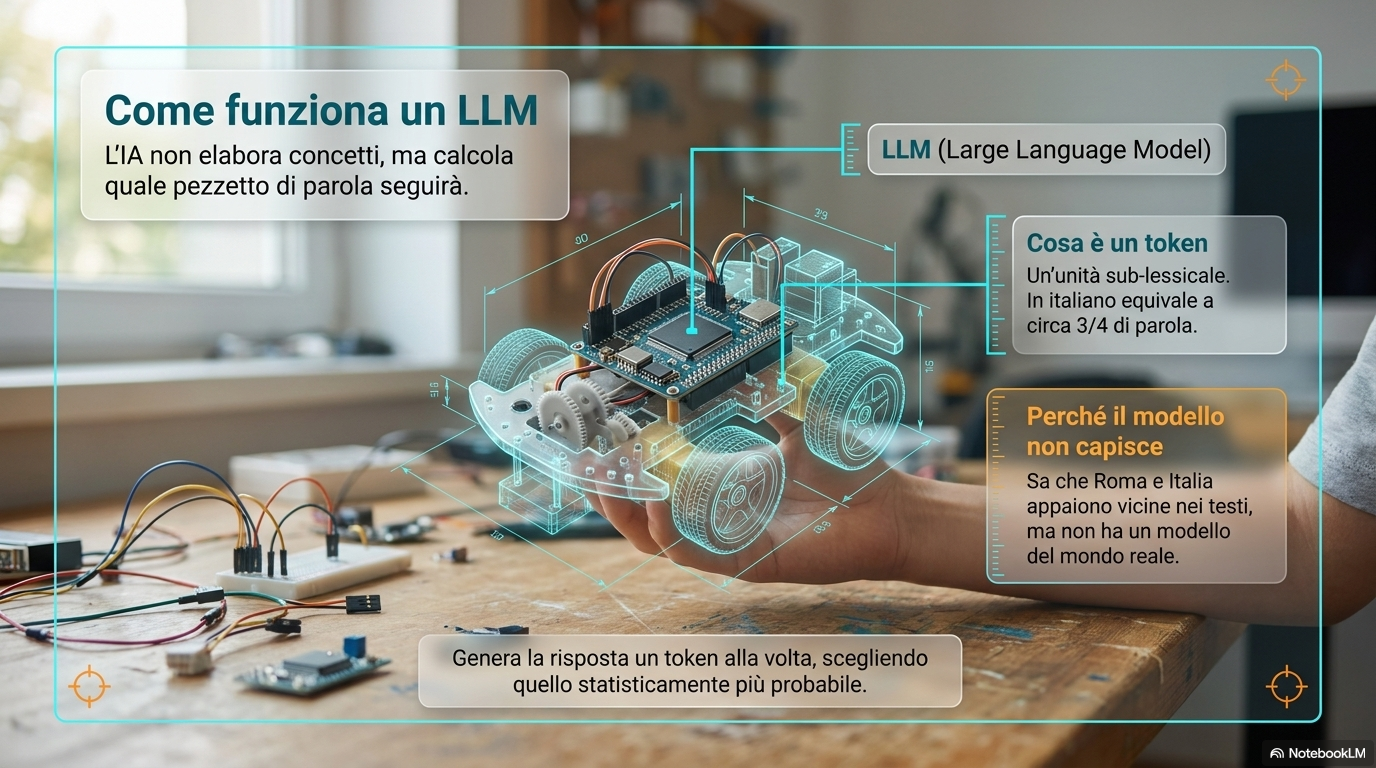 Come funziona un LLM
L'IA non elabora concetti, ma calcola
quale pezzetto di parola seguirà.
LLM (Large Language Model)
Cosa è un token
Un'unità sub-lessicale.
In italiano equivale a
circa 3/4 di parola.
Perché il modello
non capisce
Sa che Roma e Italia
appaiono vicine nei testi,
ma non ha un modello
del mondo reale.
Genera la risposta un token alla volta, scegliendo
quello statisticamente più probabile.
NotebookLM